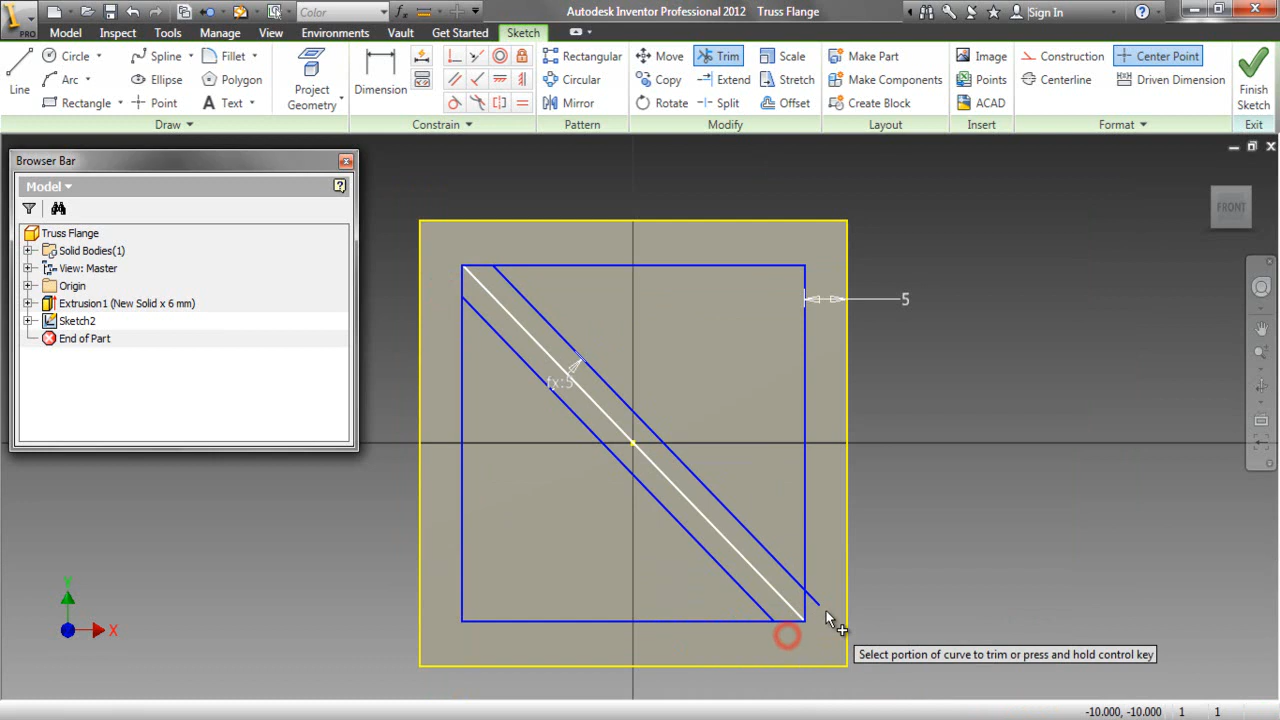 Color
Autodesk Inventor Professional 2012 Truss Flange
Sign In
PRO
Model Inspect Tools Manage View Environments Vault Get Started Sketch
Line
Circle
Arc
Rectangle
Spline
Ellipse
Point
Fillet
Polygon
Text
Project
Geometry
Draw
Dimension
Constrain
Rectangular
Circular
Mirror
Pattern
Move
Copy
Rotate
Trim
Extend
Split
Scale
Stretch
Offset
Modify
Make Part
Make Components
Create Block
Layout
Image
Points
ACAD
Insert
Construction
Centerline
Center Point
Driven Dimension
Format
Finish
Sketch
Exit
Browser Bar
Model
Truss Flange
Solid Bodies(1)
View: Master
Origin
Extrusion1 (New Solid x 6 mm)
Sketch2
End of Part
FRONT
5
fx:5
Y
X
Select portion of curve to trim or press and hold control key
-10.000, -10.000 1 1